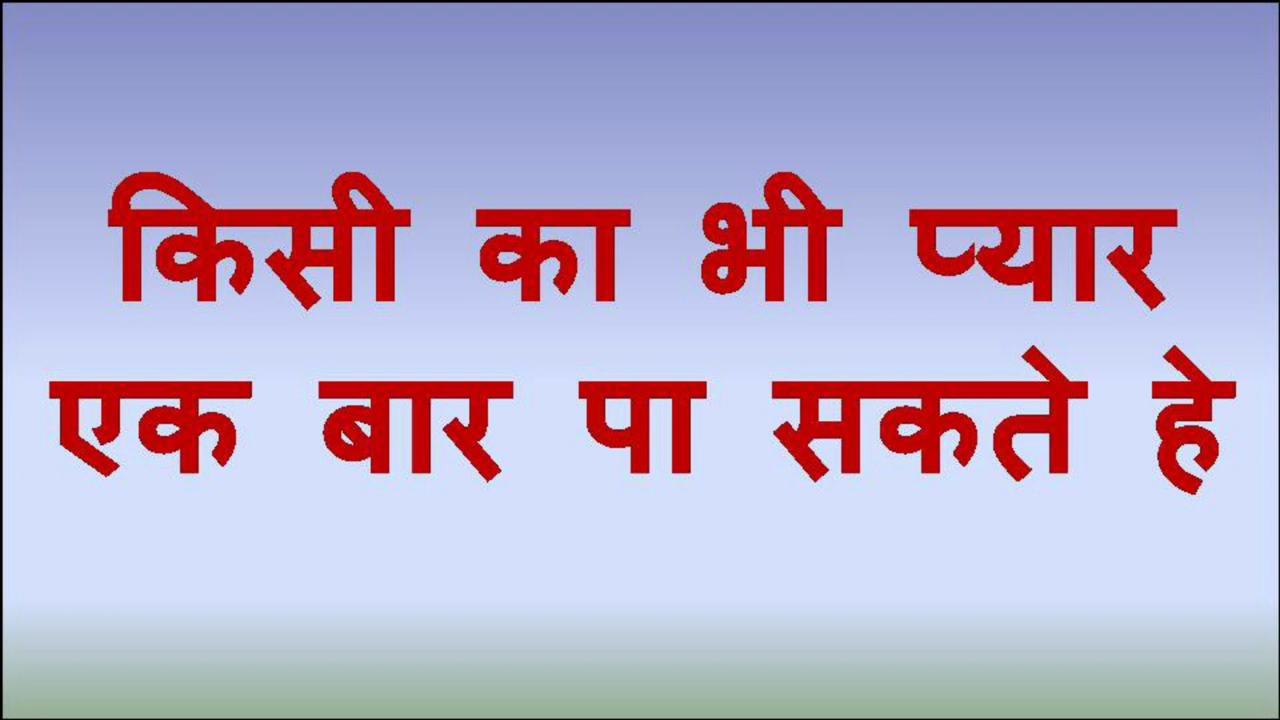 किसी का भी प्यार
एक बार पा सकते हे